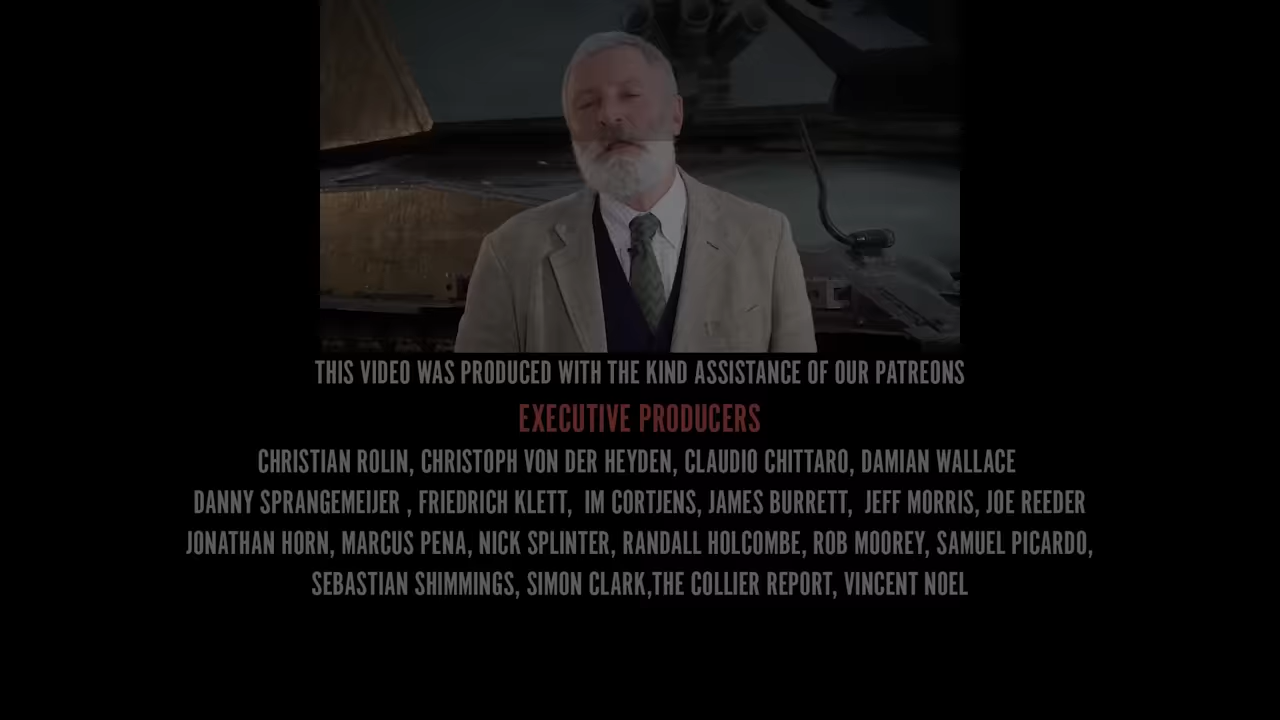 THIS VIDEO WAS PRODUCED WITH THE KIND ASSISTANCE OF OUR PATREONS
EXECUTIVE PRODUCERS
CHRISTIAN ROLIN, CHRISTOPH VON DER HEYDEN, CLAUDIO CHITTARO, DAMIAN WALLACE
DANNY SPRANGEMEIJER , FRIEDRICH KLETT, IM CORTJENS, JAMES BURRETT, JEFF MORRIS, JOE REEDER
JONATHAN HORN, MARCUS PENA, NICK SPLINTER, RANDALL HOLCOMBE, ROB MOOREY, SAMUEL PICARDO,
SEBASTIAN SHIMMINGS, SIMON CLARK,THE COLLIER REPORT, VINCENT NOEL